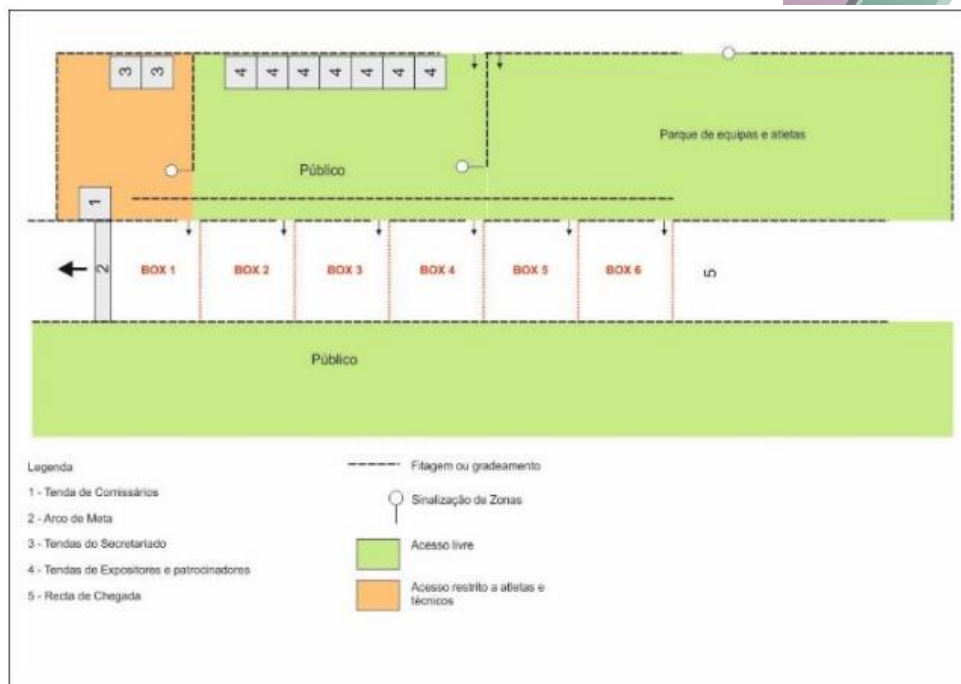 3 3 4 4 4 4 4 4 4
Parque de equipas e atletas
Público
1
2 BOX 1 BOX 2 BOX 3 BOX 4 BOX 5 BOX 6 5
Público
Legenda
1 - Tenda de Comissários
2 - Arco de Meta
3 - Tendas do Secretariado
4 - Tendas de Expositores e patrocinadores
5 - Recta de Chegada
Fitagem ou gradeamento
Sinalização de Zonas
Acesso livre
Acesso restrito a atletas e
técnicos